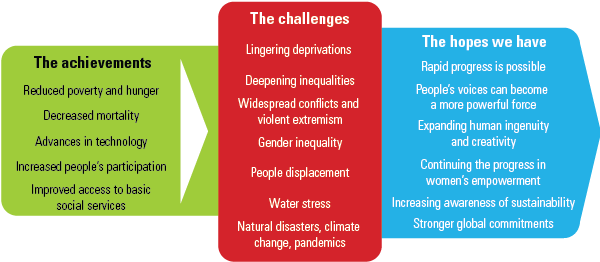 The achievements
Reduced poverty and hunger
Decreased mortality
Advances in technology
Increased people's participation
Improved access to basic
social services
The challenges
Lingering deprivations
Deepening inequalities
Widespread conflicts and
violent extremism
Gender inequality
People displacement
Water stress
Natural disasters, climate
change, pandemics
The hopes we have
Rapid progress is possible
People's voices can become
a more powerful force
Expanding human ingenuity
and creativity
Continuing the progress in
women's empowerment
Increasing awareness of sustainability
Stronger global commitments